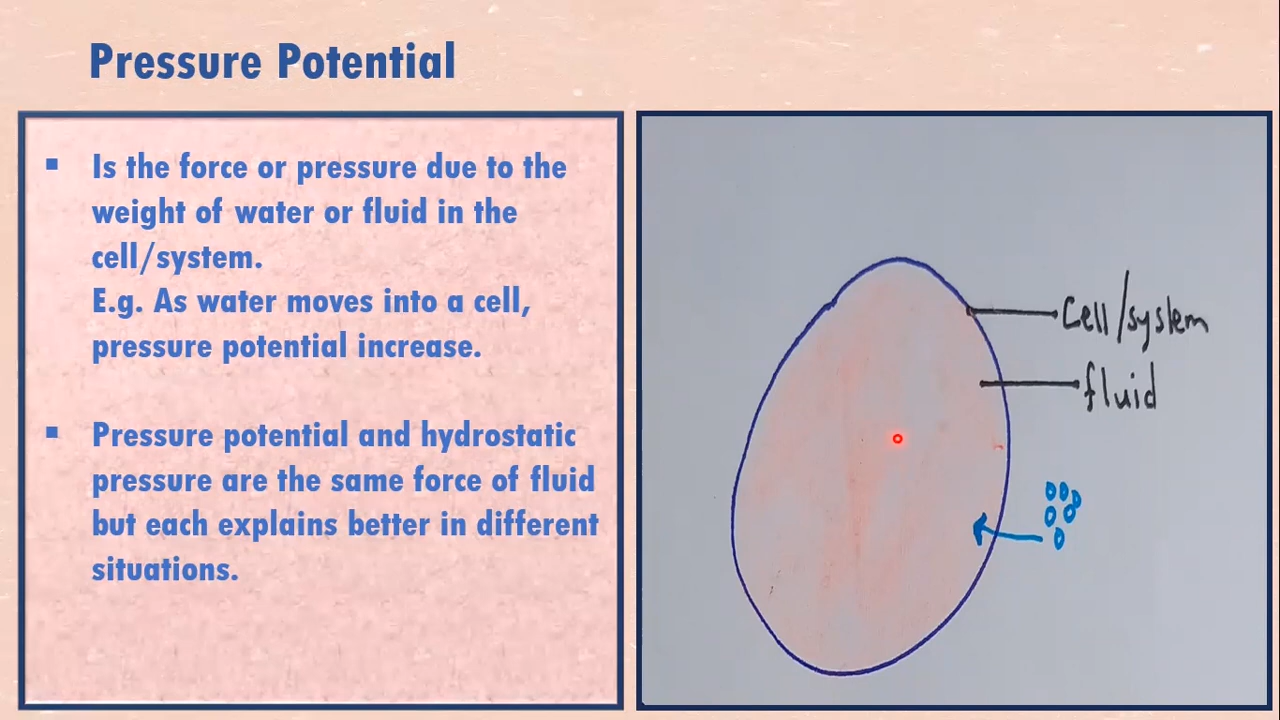 Pressure Potential
▪ Is the force or pressure due to the
weight of water or fluid in the
cell/system.
E.g. As water moves into a cell,
pressure potential increase.
▪ Pressure potential and hydrostatic
pressure are the same force of fluid
but each explains better in different
situations.
Cell/system
fluid